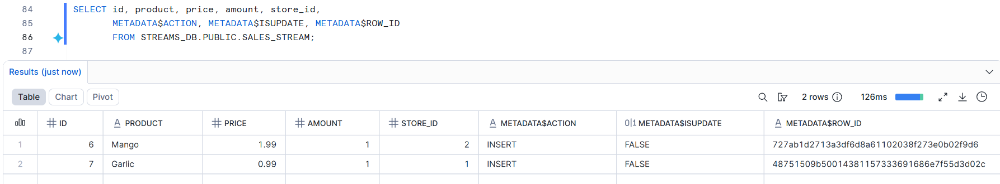 84 SELECT id, product, price, amount, store_id,
85 METADATA$ACTION, METADATA$ISUPDATE, METADATA$ROW_ID
86 FROM STREAMS_DB.PUBLIC.SALES_STREAM;
87
Results (just now)
Table Chart Pivot 2 rows 126ms
ID PRODUCT PRICE AMOUNT STORE_ID METADATA$ACTION METADATA$ISUPDATE METADATA$ROW_ID
1 6 Mango 1.99 1 2 INSERT FALSE 727ab1d2713a3df6d8a61102038f273e0b02f9d6
2 7 Garlic 0.99 1 1 INSERT FALSE 48751509b50014381157333691686e7f55d3d02c